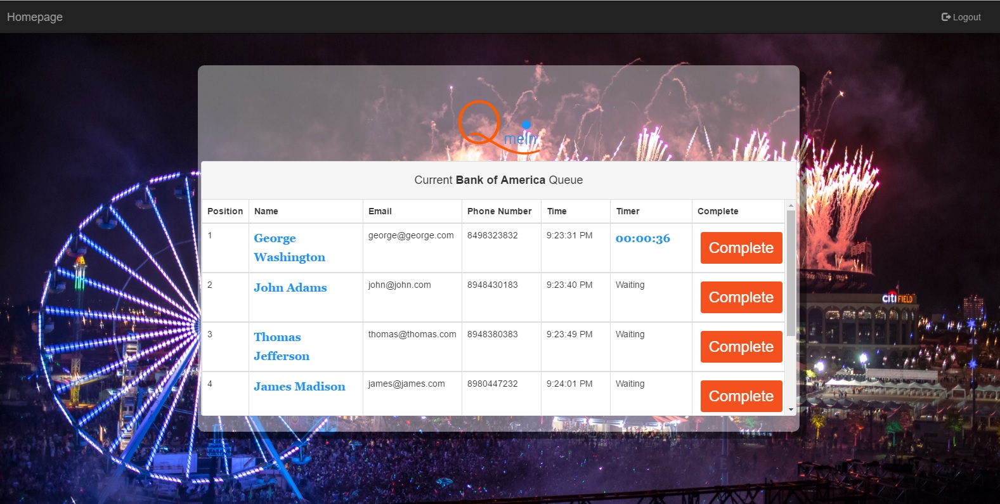 Homepage
Logout
Q
meIn
Current Bank of America Queue
Position Name Email Phone Number Time Timer Complete
1 George george@george.com 8498323832 9:23:31 PM 00:00:36 Complete
Washington
2 John Adams john@john.com 8948430183 9:23:40 PM Waiting Complete
3 Thomas thomas@thomas.com 8948380383 9:23:49 PM Waiting Complete
Jefferson
4 James Madison james@james.com 8980447232 9:24:01 PM Waiting Complete
citi FIELD